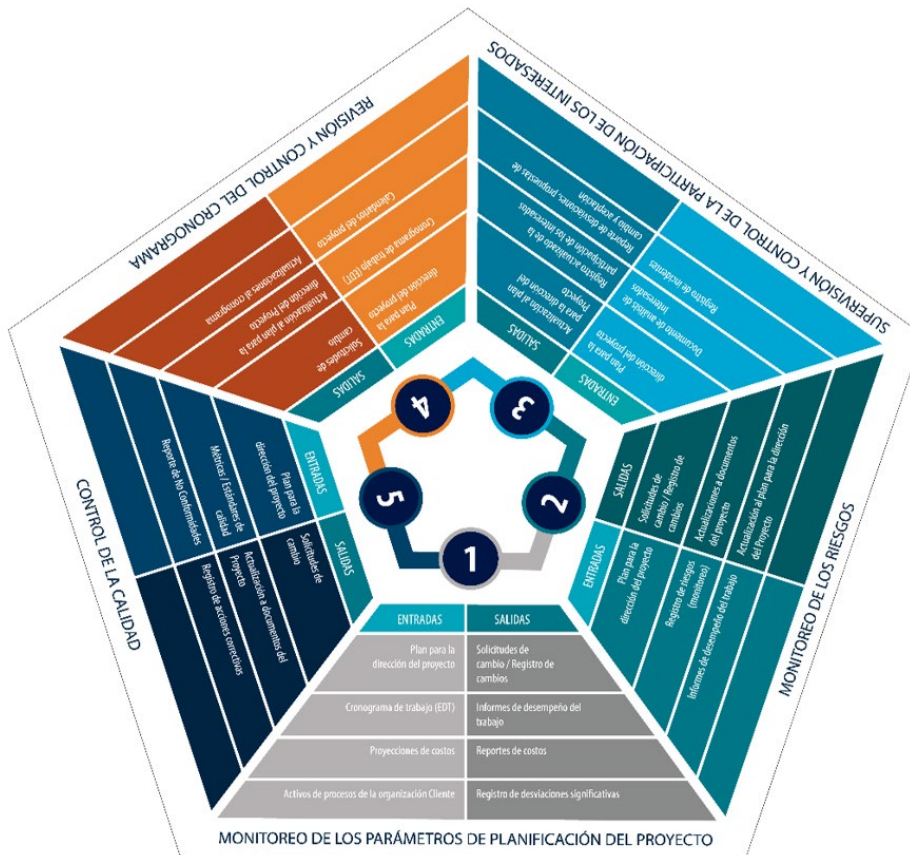 1
MONITOREO DE LOS PARÁMETROS DE PLANIFICACIÓN DEL PROYECTO
ENTRADAS
Plan para la
dirección del proyecto
Cronograma de trabajo (EDT)
Proyecciones de costos
Activos de procesos de la organización Cliente
SALIDAS
Solicitudes de
cambio / Registro de
cambios
Informes de desempeño del
trabajo
Reportes de costos
Registro de desviaciones significativas
2
MONITOREO DE LOS RIESGOS
ENTRADAS
Plan para la
dirección del proyecto
Registro de riesgos
(monitoreo)
Informes de desempeño del trabajo
SALIDAS
Solicitudes de
cambio / Registro de
cambios
Actualizaciones a documentos
del proyecto
Actualización al plan para la dirección
del Proyecto
3
SUPERVISIÓN Y CONTROL DE LA PARTICIPACIÓN DE LOS INTERESADOS
ENTRADAS
Plan para la
dirección del proyecto
Documento de análisis de
Interesados
Registro de incidentes
SALIDAS
Actualización al plan
para la dirección del
Proyecto
Registro actualizado de la
participación de los interesados
Reporte de desviaciones, propuestas de
cambio y aceptación
4
REVISIÓN Y CONTROL DEL CRONOGRAMA
ENTRADAS
Plan para la
dirección del proyecto
Cronograma de trabajo (EDT)
Calendarios del proyecto
SALIDAS
Solicitudes de
cambio
Actualización al plan para la
dirección del Proyecto
Actualizaciones al cronograma
5
CONTROL DE LA CALIDAD
ENTRADAS
Plan para la
dirección del proyecto
Métricas / Estándares de
calidad
Reporte de No Conformidades
SALIDAS
Solicitudes de
cambio
Actualización a documentos del
Proyecto
Registro de acciones correctivas